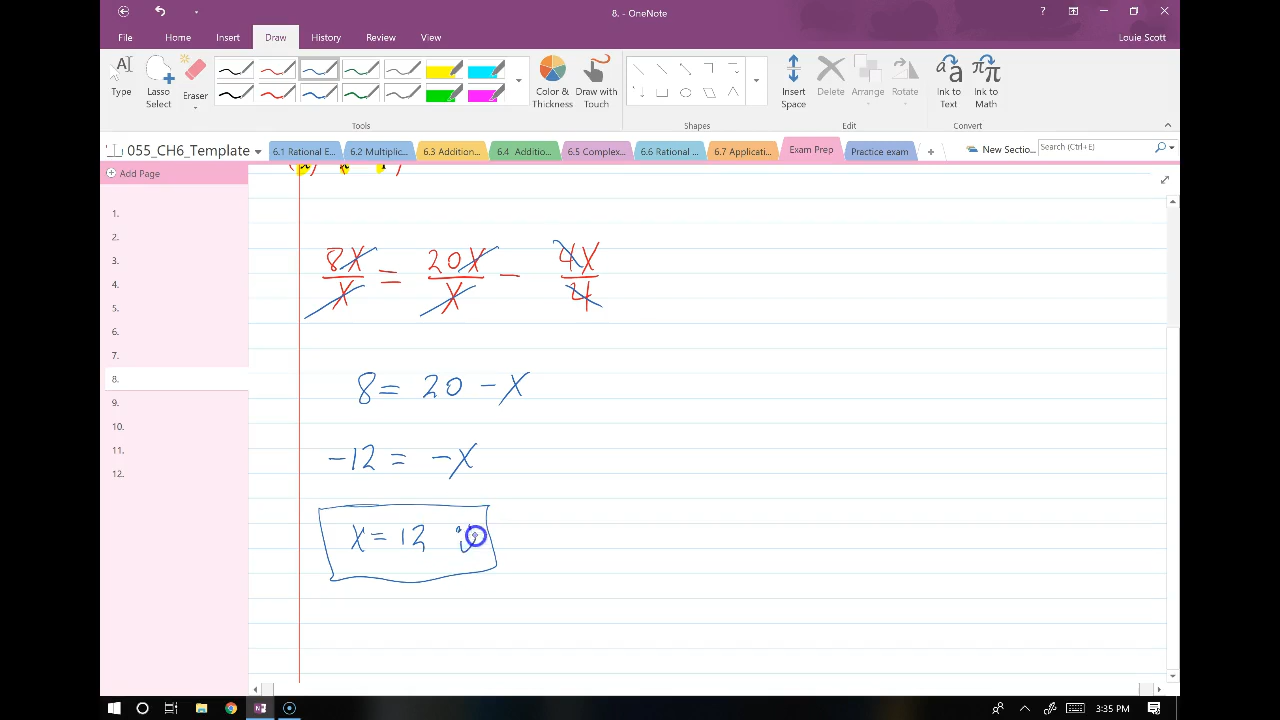 8. - OneNote
?
File Home Insert Draw History Review View Louie Scott
Type Lasso Select Eraser Color & Thickness Draw with Touch Insert Space Delete Arrange Rotate Ink to Text Ink to Math
Tools Shapes Edit Convert
055_CH6_Template 6.1 Rational E... 6.2 Multiplic... 6.3 Addition... 6.4 Additio... 6.5 Complex... 6.6 Rational ... 6.7 Applicati... Exam Prep Practice exam + New Sectio... Search (Ctrl+E)
Add Page
1.
2.
3.
4.
5.
6.
7.
8.
9.
10.
11.
12.
8x/x = 20x/x - 4x/4
8 = 20 - x
-12 = -x
x = 12
3:35 PM